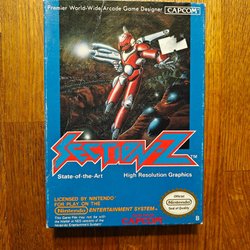 Premier World-Wide Arcade Game Designer
CAPCOM
SECTION-Z
TM
State-of-the-Art
High Resolution Graphics
LICENSED BY NINTENDO
FOR PLAY ON THE
Nintendo
ENTERTAINMENT SYSTEM
Official
Nintendo
Seal of Quality
CAPCOM
B